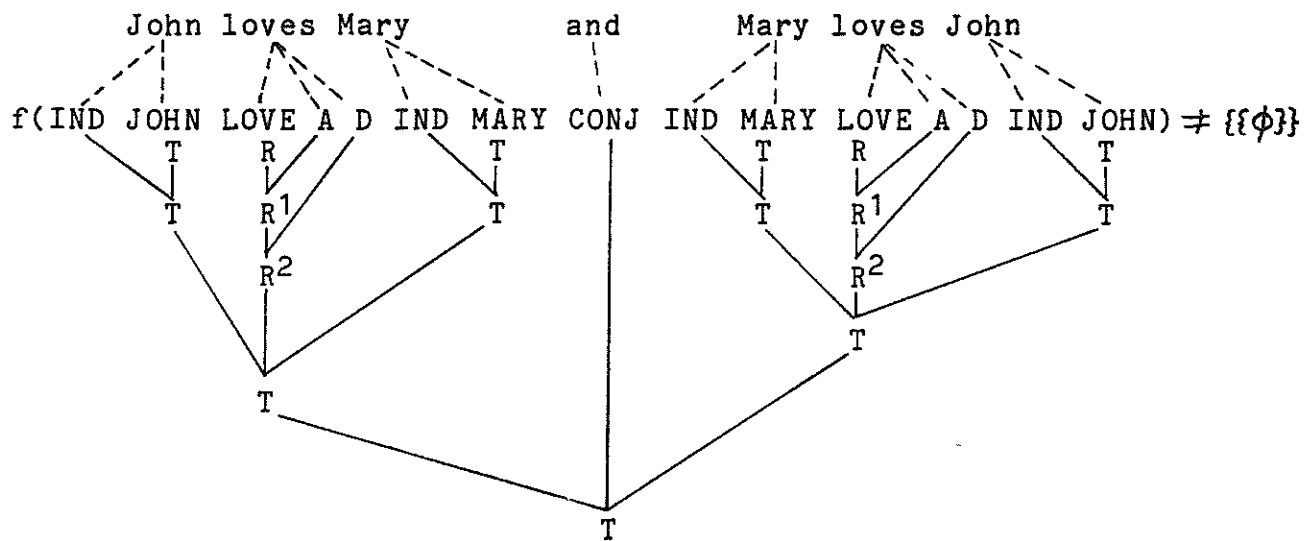 John loves Mary and Mary loves John
f(IND JOHN LOVE A D IND MARY CONJ IND MARY LOVE A D IND JOHN) ≠ {{ϕ}}
T R T T R T
T R¹ T T R¹ T
R² R²
T
T
T